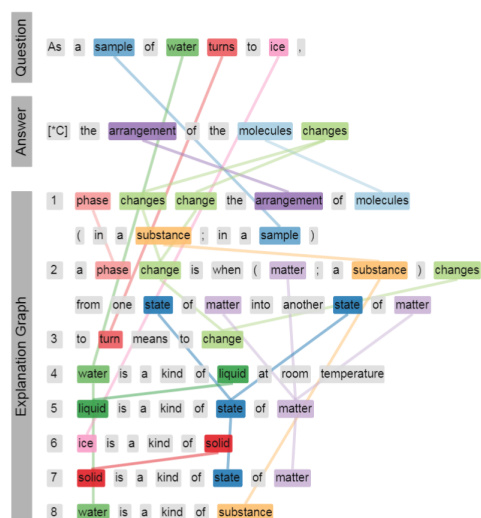 Question
As a sample of water turns to ice ,
Answer
[*C] the arrangement of the molecules changes
Explanation Graph
1 phase changes change the arrangement of molecules
( in a substance ; in a sample )
2 a phase change is when ( matter ; a substance ) changes
from one state of matter into another state of matter
3 to turn means to change
4 water is a kind of liquid at room temperature
5 liquid is a kind of state of matter
6 ice is a kind of solid
7 solid is a kind of state of matter
8 water is a kind of substance